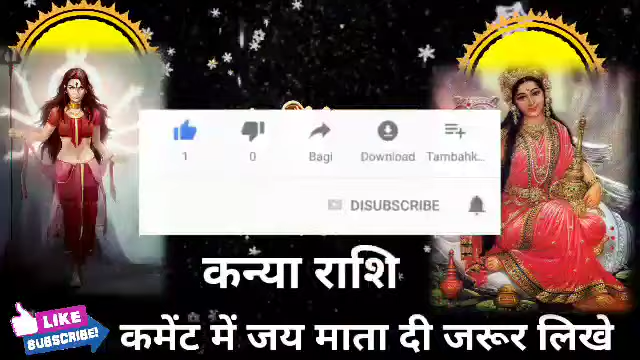 1 0 Bagi Download Tambahk...
DISUBSCRIBE
कन्या राशि
LIKE
SUBSCRIBE!
कमेंट में जय माता दी जरूर लिखे